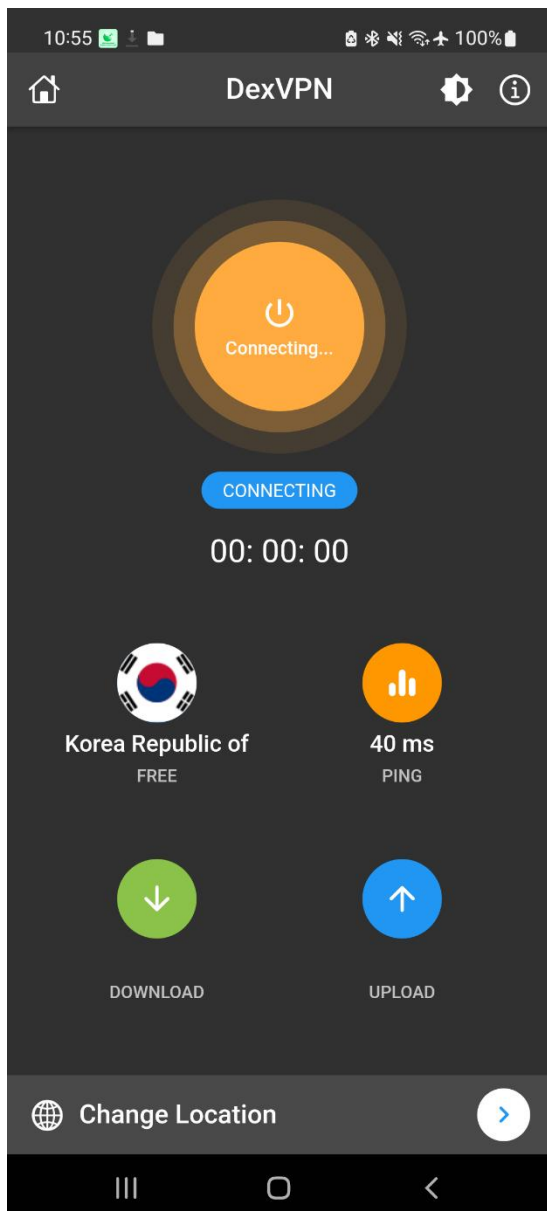 10:55
100%
DexVPN
Connecting...
CONNECTING
00: 00: 00
Korea Republic of
FREE
40 ms
PING
DOWNLOAD
UPLOAD
Change Location